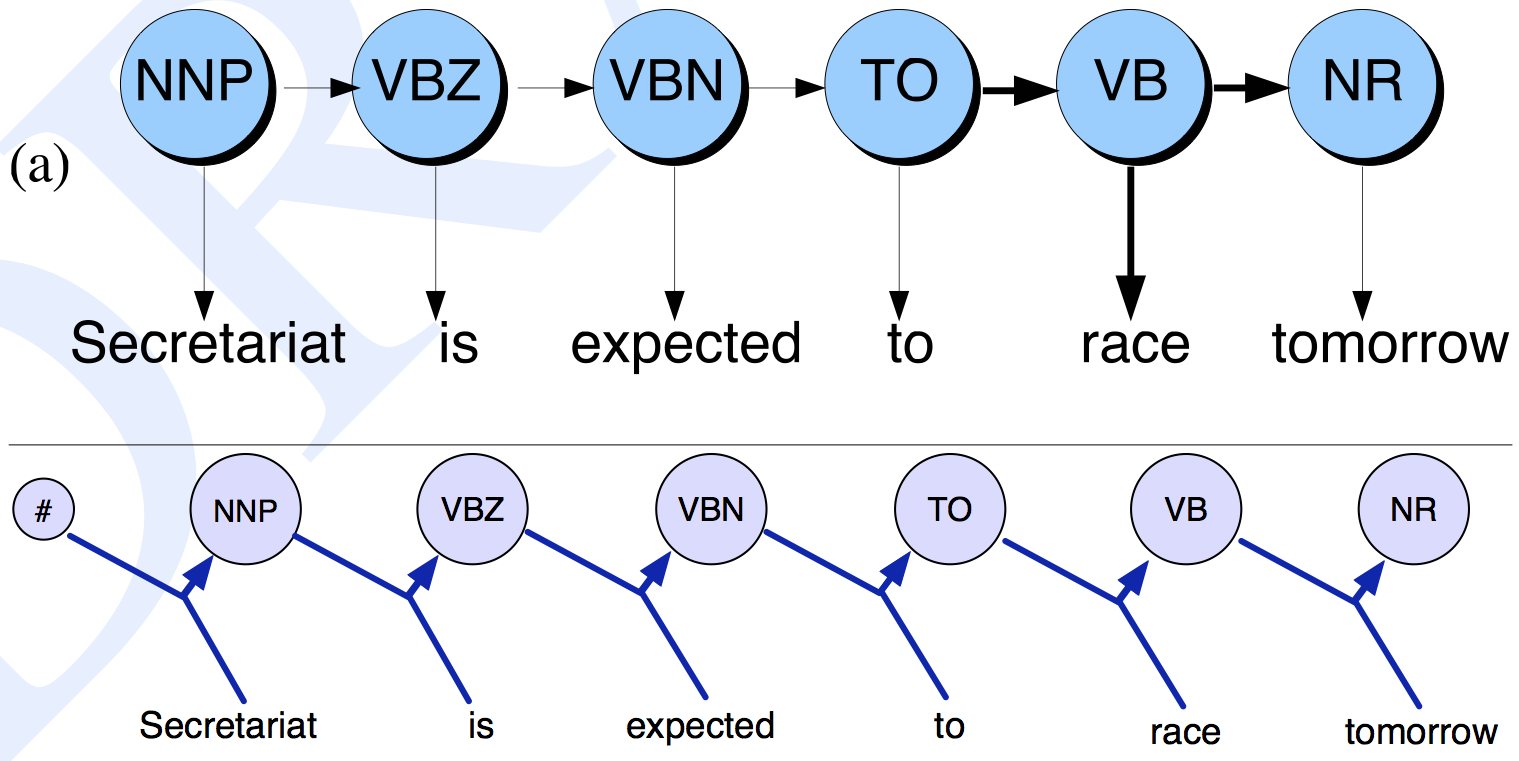 NNP VBZ VBN TO VB NR
(a)
Secretariat is expected to race tomorrow
# NNP VBZ VBN TO VB NR
Secretariat is expected to race tomorrow